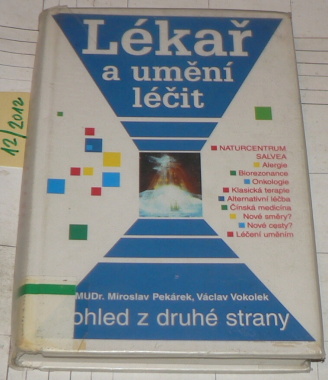 Lékař
a umění
léčit
12/2012
NATURCENTRUM
SALVEA
Alergie
Biorezonance
Onkologie
Klasická terapie
Alternativní léčba
Čínská medicína
Nové směry?
Nové cesty?
Léčení uměním
MUDr. Miroslav Pekárek, Václav Vokolek
ohled z druhé strany